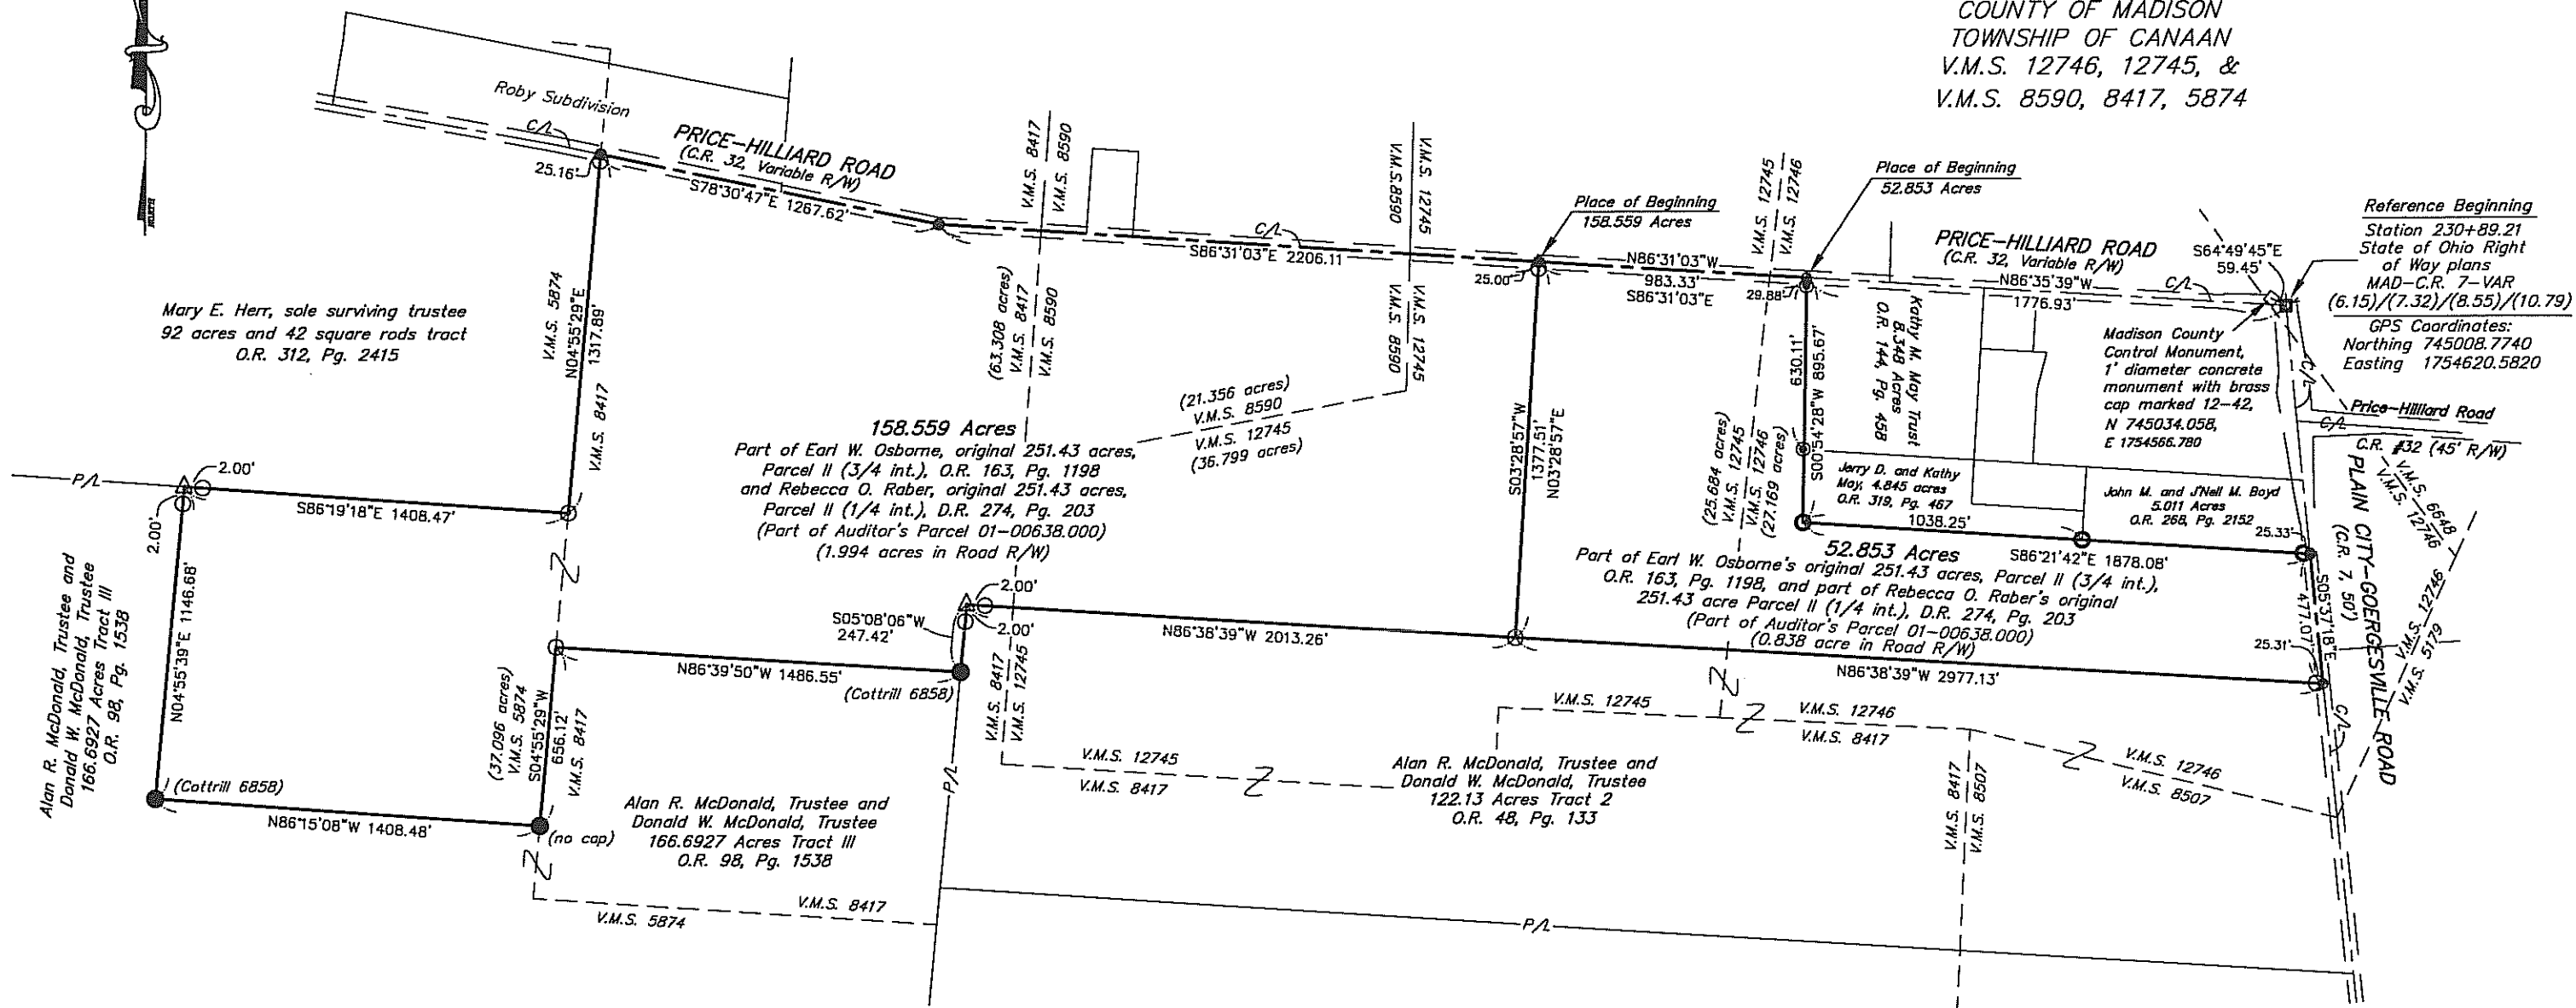 COUNTY OF MADISON
TOWNSHIP OF CANAAN
V.M.S. 12746, 12745, &
V.M.S. 8590, 8417, 5874
NORTH
Roby Subdivision
C/L
PRICE-HILLIARD ROAD
(C.R. 32, Variable R/W)
S78°30'47"E 1267.62'
25.16'
V.M.S. 8417
V.M.S. 8590
V.M.S.8590
V.M.S. 12745
C/L
S86°31'03"E 2206.11
Place of Beginning
158.559 Acres
25.00'
N86°31'03"W
983.33'
S86°31'03"E
V.M.S. 12745
V.M.S. 12746
Place of Beginning
52.853 Acres
29.88'
PRICE-HILLIARD ROAD
(C.R. 32, Variable R/W)
N86°35'39"W
1776.93'
C/L
S64°49'45"E
59.45'
Reference Beginning
Station 230+89.21
State of Ohio Right
of Way plans
MAD-C.R. 7-VAR
(6.15)/(7.32)/(8.55)/(10.79)
GPS Coordinates:
Northing 745008.7740
Easting 1754620.5820
Madison County
Control Monument,
1" diameter concrete
monument with brass
cap marked 12-42,
N 745034.058,
E 1754566.780
C/L
Price-Hilliard Road
C/L
C.R. #32 (45' R/W)
V.M.S. 6648
V.M.S. 12746
PLAIN CITY-GOERGESVILLE ROAD
(C.R. 7, 50')
V.M.S. 12746
V.M.S. 5179
Mary E. Herr, sole surviving trustee
92 acres and 42 square rods tract
O.R. 312, Pg. 2415
V.M.S. 5874
N04°55'29"E
1317.89'
V.M.S. 8417
(63.308 acres)
V.M.S. 8417
V.M.S. 8590
V.M.S. 8590
V.M.S. 12745
(21.356 acres)
V.M.S. 8590
V.M.S. 12745
(36.799 acres)
158.559 Acres
Part of Earl W. Osborne, original 251.43 acres,
Parcel II (3/4 int.), O.R. 163, Pg. 1198
and Rebecca O. Raber, original 251.43 acres,
Parcel II (1/4 int.), D.R. 274, Pg. 203
(Part of Auditor's Parcel 01-00638.000)
(1.994 acres in Road R/W)
S03°28'57"W
1377.51'
N03°28'57"E
630.11'
S00°54'28"W 895.67'
Kathy M. May Trust
8.348 Acres
O.R. 144, Pg. 458
Jerry D. and Kathy
May, 4.845 acres
O.R. 319, Pg. 467
John M. and J'Nell M. Boyd
5.011 Acres
O.R. 268, Pg. 2152
(25.684 acres)
V.M.S. 12745
V.M.S. 12746
(27.169 acres)
1038.25'
S86°21'42"E 1878.08'
25.33'
S05°37'18"E
477.07'
25.31'
C/L
52.853 Acres
Part of Earl W. Osborne's original 251.43 acres, Parcel II (3/4 int.),
O.R. 163, Pg. 1198, and part of Rebecca O. Raber's original
251.43 acre Parcel II (1/4 int.), D.R. 274, Pg. 203
(Part of Auditor's Parcel 01-00638.000)
(0.838 acre in Road R/W)
N86°38'39"W 2977.13'
P/L
2.00'
S86°19'18"E 1408.47'
2.00'
N04°55'39"E 1146.68'
Alan R. McDonald, Trustee and
Donald W. McDonald, Trustee
166.6927 Acres Tract III
O.R. 98, Pg. 1538
(Cottrill 6858)
N86°15'08"W 1408.48'
(no cap)
(37.096 acres)
V.M.S. 5874
S04°55'29"W
656.12'
V.M.S. 8417
N86°39'50"W 1486.55'
(Cottrill 6858)
S05°08'06"W
247.42'
2.00'
2.00'
N86°38'39"W 2013.26'
V.M.S. 8417
V.M.S. 12745
P/L
Alan R. McDonald, Trustee and
Donald W. McDonald, Trustee
166.6927 Acres Tract III
O.R. 98, Pg. 1538
V.M.S. 5874
V.M.S. 8417
V.M.S. 12745
V.M.S. 8417
Alan R. McDonald, Trustee and
Donald W. McDonald, Trustee
122.13 Acres Tract 2
O.R. 48, Pg. 133
V.M.S. 12745
V.M.S. 12746
V.M.S. 8417
V.M.S. 8417
V.M.S. 8507
V.M.S. 12746
V.M.S. 8507
P/L